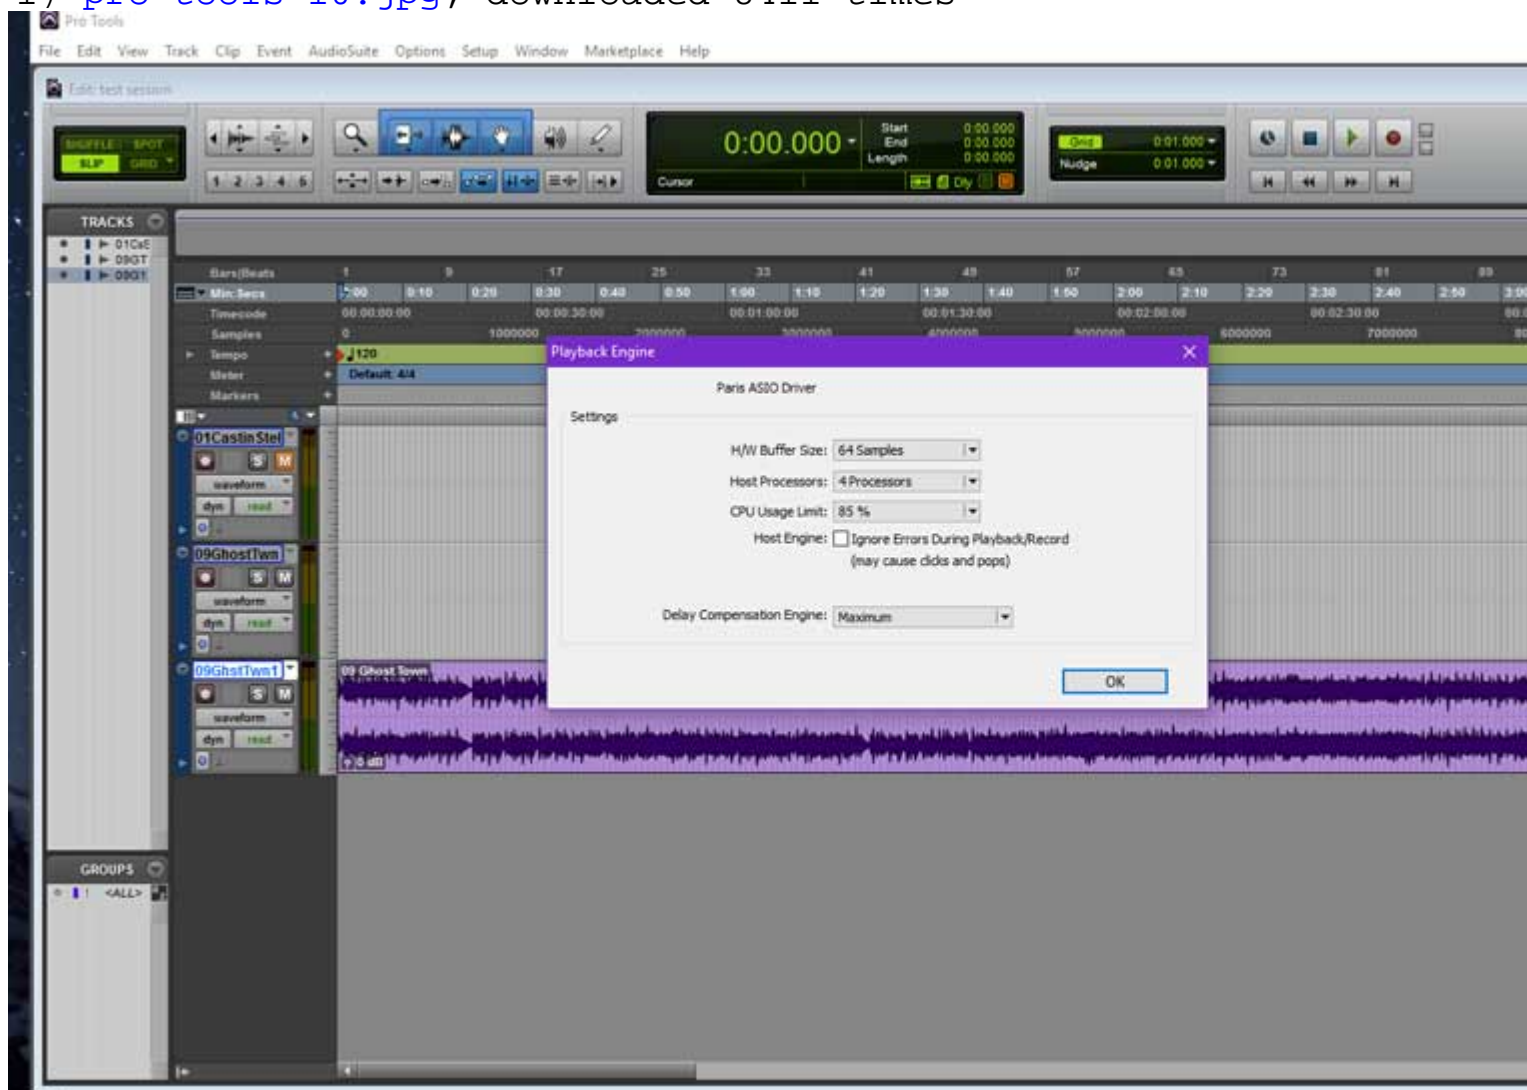 Pro Tools
File Edit View Track Clip Event AudioSuite Options Setup Window Marketplace Help
Edit: test session
SHUFFLE SPOT
SLIP GRID
1 2 3 4 5
0:00.000
Start 0:00.000
End 0:00.000
Length 0:00.000
Cursor
Dly
Grid 0:01.000
Nudge 0:01.000
TRACKS
01CsE
09GT
09GT
Bars|Beats 1 9 17 25 33 41 49 57 65 73 81 89
Min:Secs 0:00 0:10 0:20 0:30 0:40 0:50 1:00 1:10 1:20 1:30 1:40 1:50 2:00 2:10 2:20 2:30 2:40 2:50 3:00
Timecode 00:00:00:00 00:00:30:00 00:01:00:00 00:01:30:00 00:02:00:00 00:02:30:00
Samples 0 1000000 2000000 3000000 4000000 5000000 6000000 7000000
Tempo 120
Meter Default: 4/4
Markers
Playback Engine
Paris ASIO Driver
Settings
H/W Buffer Size: 64 Samples
Host Processors: 4 Processors
CPU Usage Limit: 85 %
Host Engine: Ignore Errors During Playback/Record
(may cause clicks and pops)
Delay Compensation Engine: Maximum
OK
01CastinStel
S M
waveform
dyn read
09GhostTwn
S M
waveform
dyn read
09GhstTwn1
S M
waveform
dyn read
09 Ghost Town
0 dB
GROUPS
! <ALL>